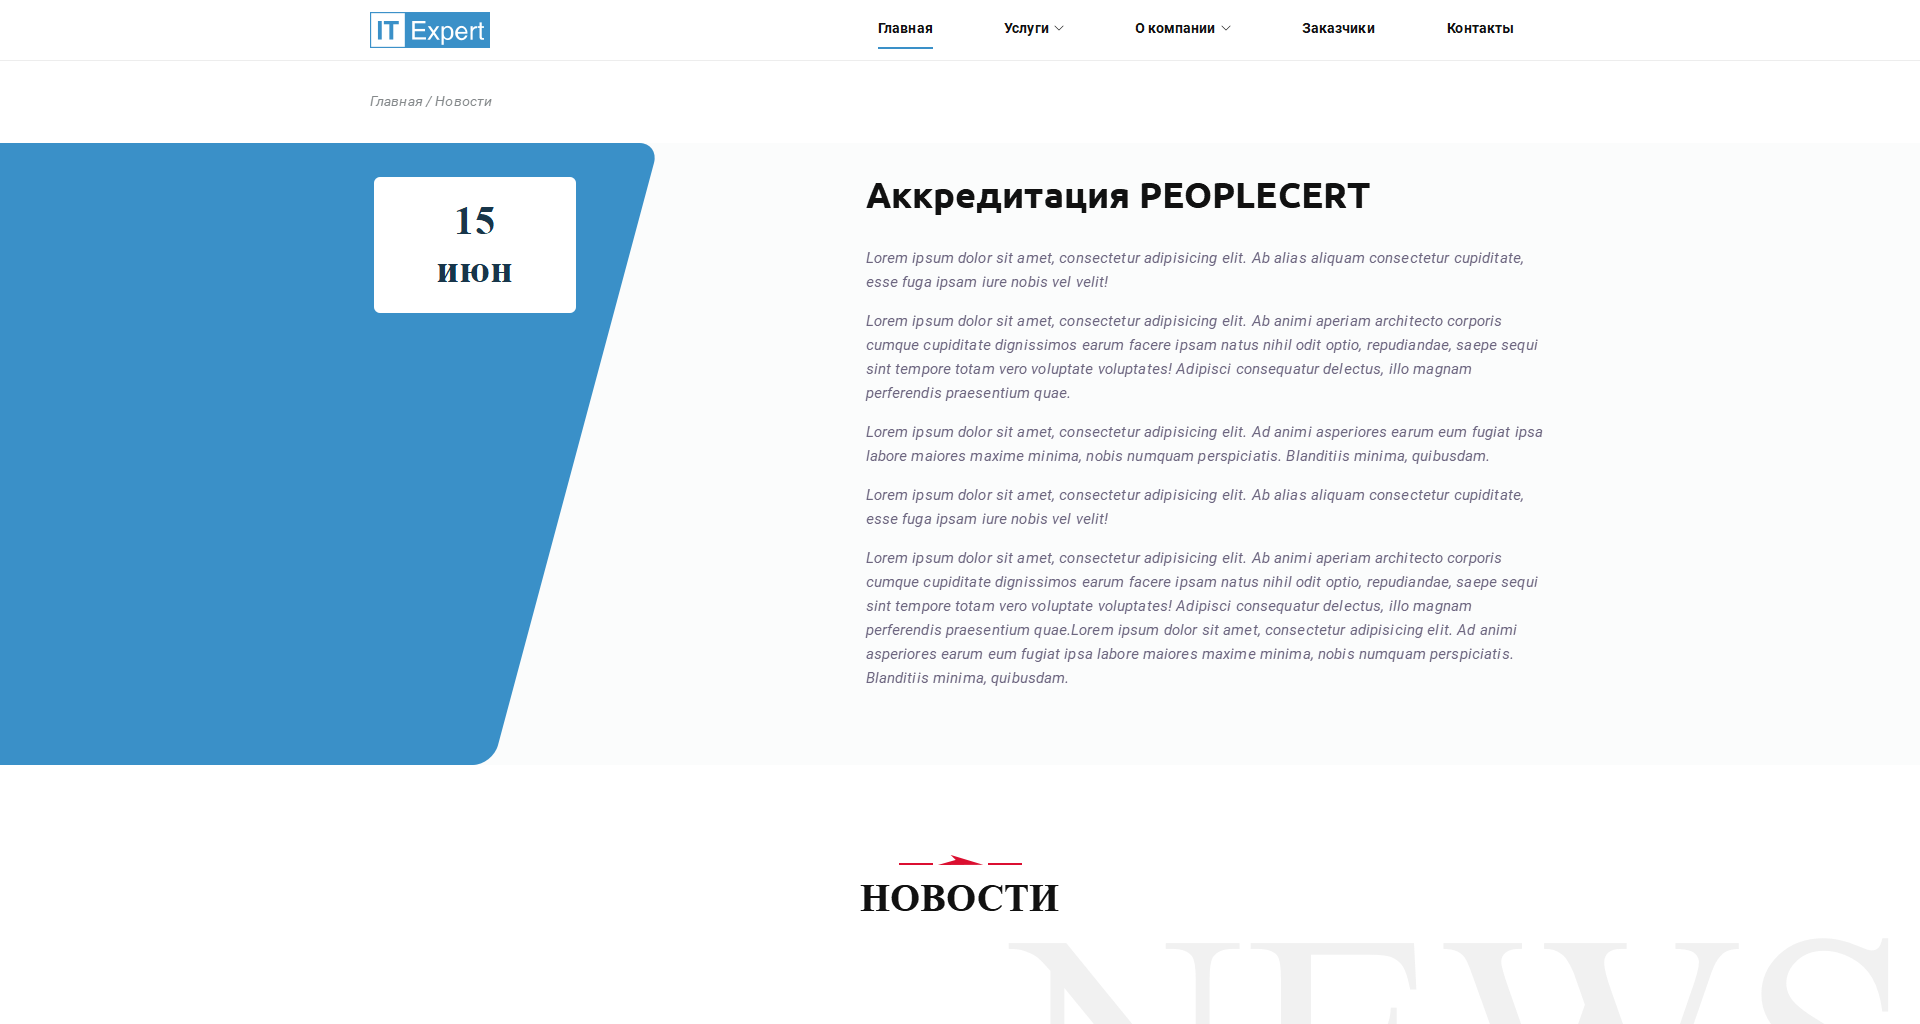 IT Expert
Главная Услуги О компании Заказчики Контакты
Главная / Новости
15
июн
Аккредитация PEOPLECERT
Lorem ipsum dolor sit amet, consectetur adipisicing elit. Ab alias aliquam consectetur cupiditate,
esse fuga ipsam iure nobis vel velit!
Lorem ipsum dolor sit amet, consectetur adipisicing elit. Ab animi aperiam architecto corporis
cumque cupiditate dignissimos earum facere ipsam natus nihil odit optio, repudiandae, saepe sequi
sint tempore totam vero voluptate voluptates! Adipisci consequatur delectus, illo magnam
perferendis praesentium quae.
Lorem ipsum dolor sit amet, consectetur adipisicing elit. Ad animi asperiores earum eum fugiat ipsa
labore maiores maxime minima, nobis numquam perspiciatis. Blanditiis minima, quibusdam.
Lorem ipsum dolor sit amet, consectetur adipisicing elit. Ab alias aliquam consectetur cupiditate,
esse fuga ipsam iure nobis vel velit!
Lorem ipsum dolor sit amet, consectetur adipisicing elit. Ab animi aperiam architecto corporis
cumque cupiditate dignissimos earum facere ipsam natus nihil odit optio, repudiandae, saepe sequi
sint tempore totam vero voluptate voluptates! Adipisci consequatur delectus, illo magnam
perferendis praesentium quae.Lorem ipsum dolor sit amet, consectetur adipisicing elit. Ad animi
asperiores earum eum fugiat ipsa labore maiores maxime minima, nobis numquam perspiciatis.
Blanditiis minima, quibusdam.
НОВОСТИ
NEWS